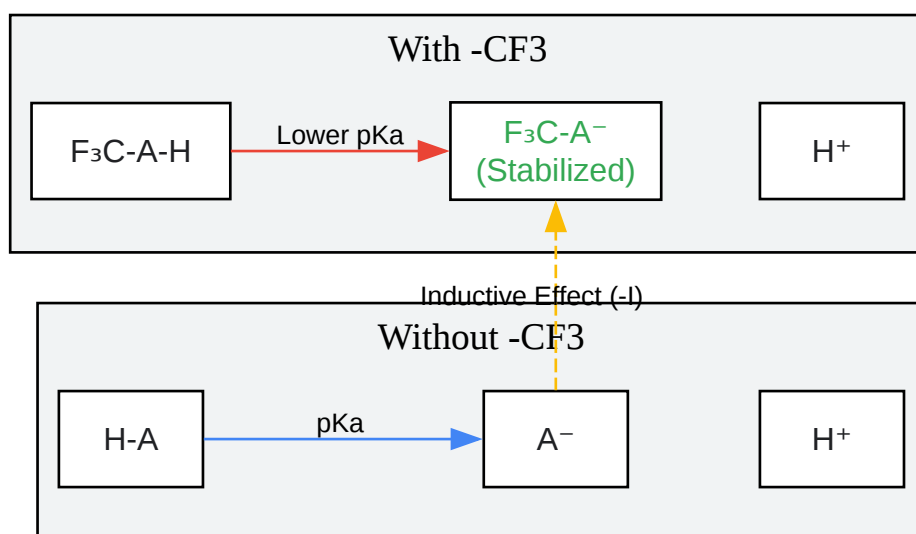 With -CF3
F₃C-A-H
Lower pKa
F₃C-A⁻
(Stabilized)
H⁺
Inductive Effect (-I)
Without -CF3
H-A
pKa
A⁻
H⁺